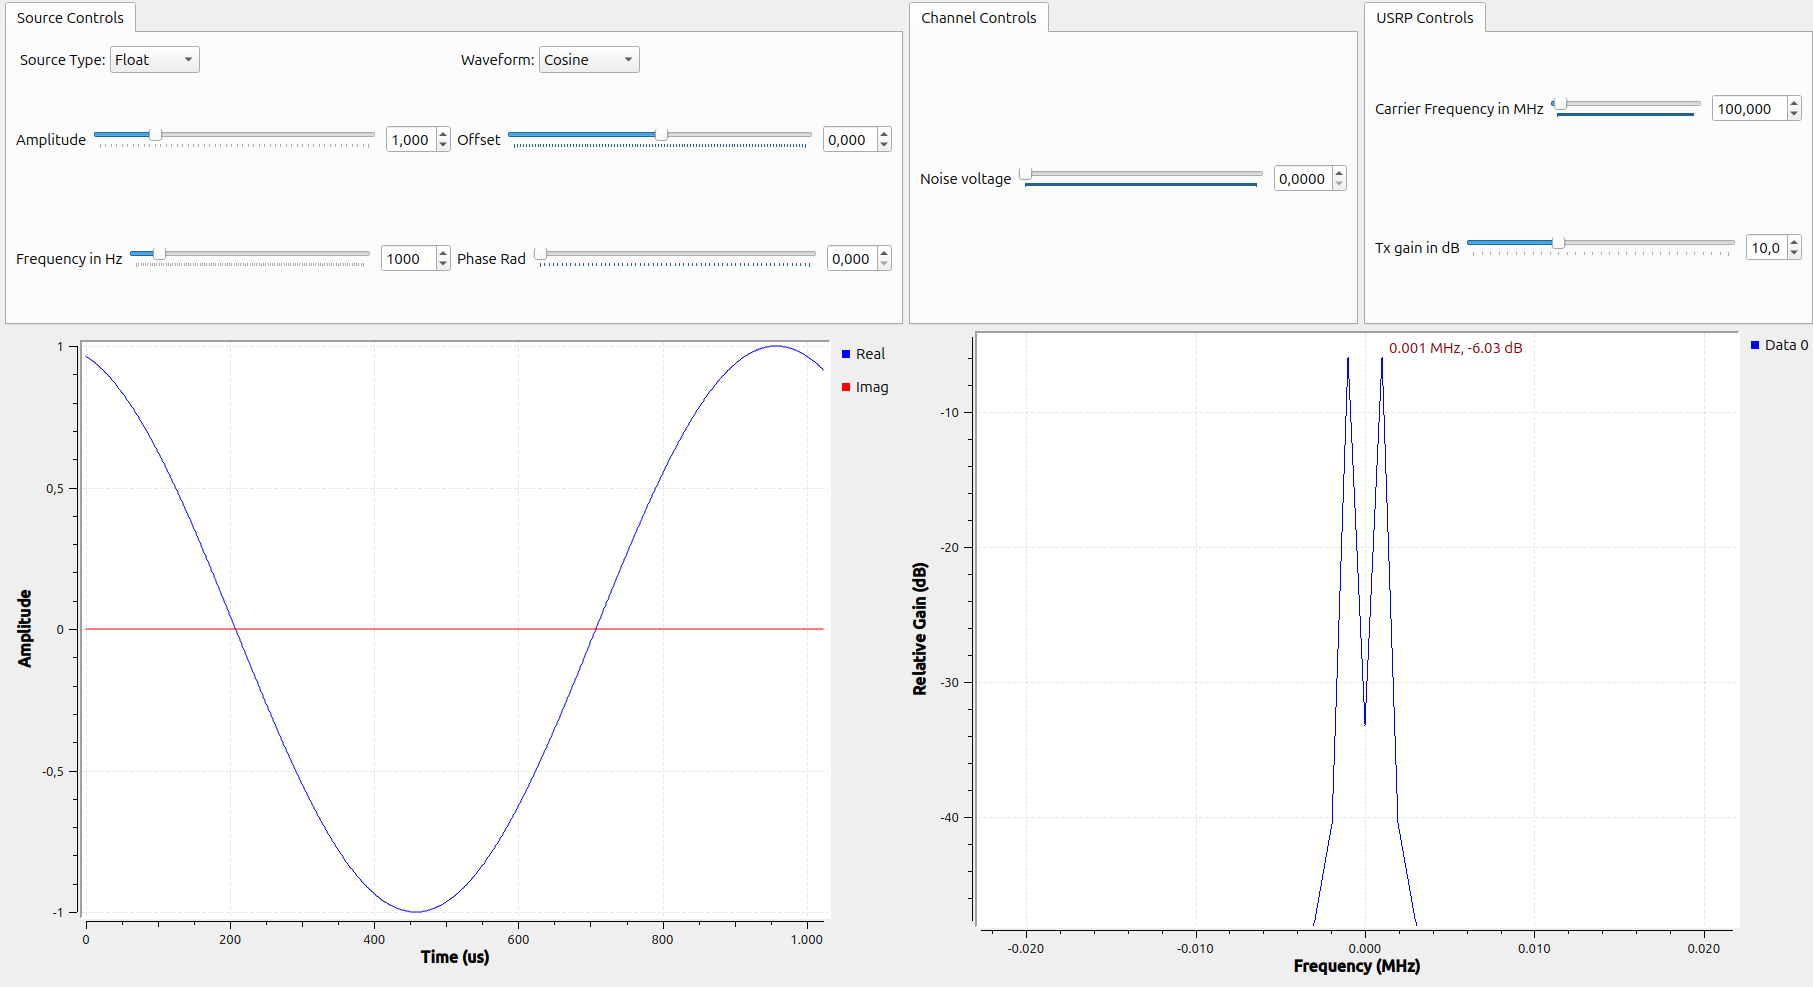 Source Controls
Source Type: Float
Waveform: Cosine
Amplitude 1,000
Offset 0,000
Frequency in Hz 1000
Phase Rad 0,000
Channel Controls
Noise voltage 0,0000
USRP Controls
Carrier Frequency in MHz 100,000
Tx gain in dB 10,0
Amplitude
1
0,5
0
-0,5
-1
0 200 400 600 800 1.000
Time (us)
Real
Imag
Relative Gain (dB)
-10
-20
-30
-40
0.001 MHz, -6.03 dB
-0.020 -0.010 0.000 0.010 0.020
Frequency (MHz)
Data 0